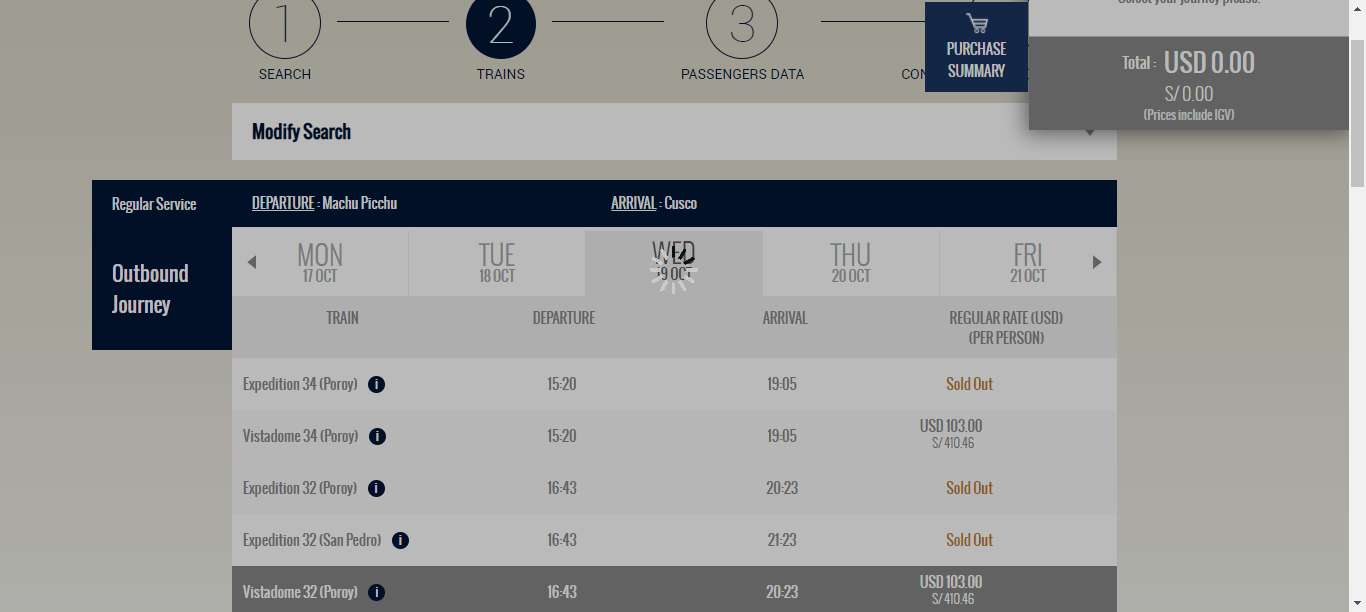 Select your journey please.
1
2
3
SEARCH
TRAINS
PASSENGERS DATA
CON
PURCHASE
SUMMARY
Total : USD 0.00
S/ 0.00
(Prices include IGV)
Modify Search
Regular Service
DEPARTURE : Machu Picchu
ARRIVAL : Cusco
Outbound
Journey
MON
17 OCT
TUE
18 OCT
WED
19 OCT
THU
20 OCT
FRI
21 OCT
TRAIN
DEPARTURE
ARRIVAL
REGULAR RATE (USD)
(PER PERSON)
Expedition 34 (Poroy) i 15:20 19:05 Sold Out
Vistadome 34 (Poroy) i 15:20 19:05 USD 103.00
S/ 410.46
Expedition 32 (Poroy) i 16:43 20:23 Sold Out
Expedition 32 (San Pedro) i 16:43 21:23 Sold Out
Vistadome 32 (Poroy) i 16:43 20:23 USD 103.00
S/ 410.46